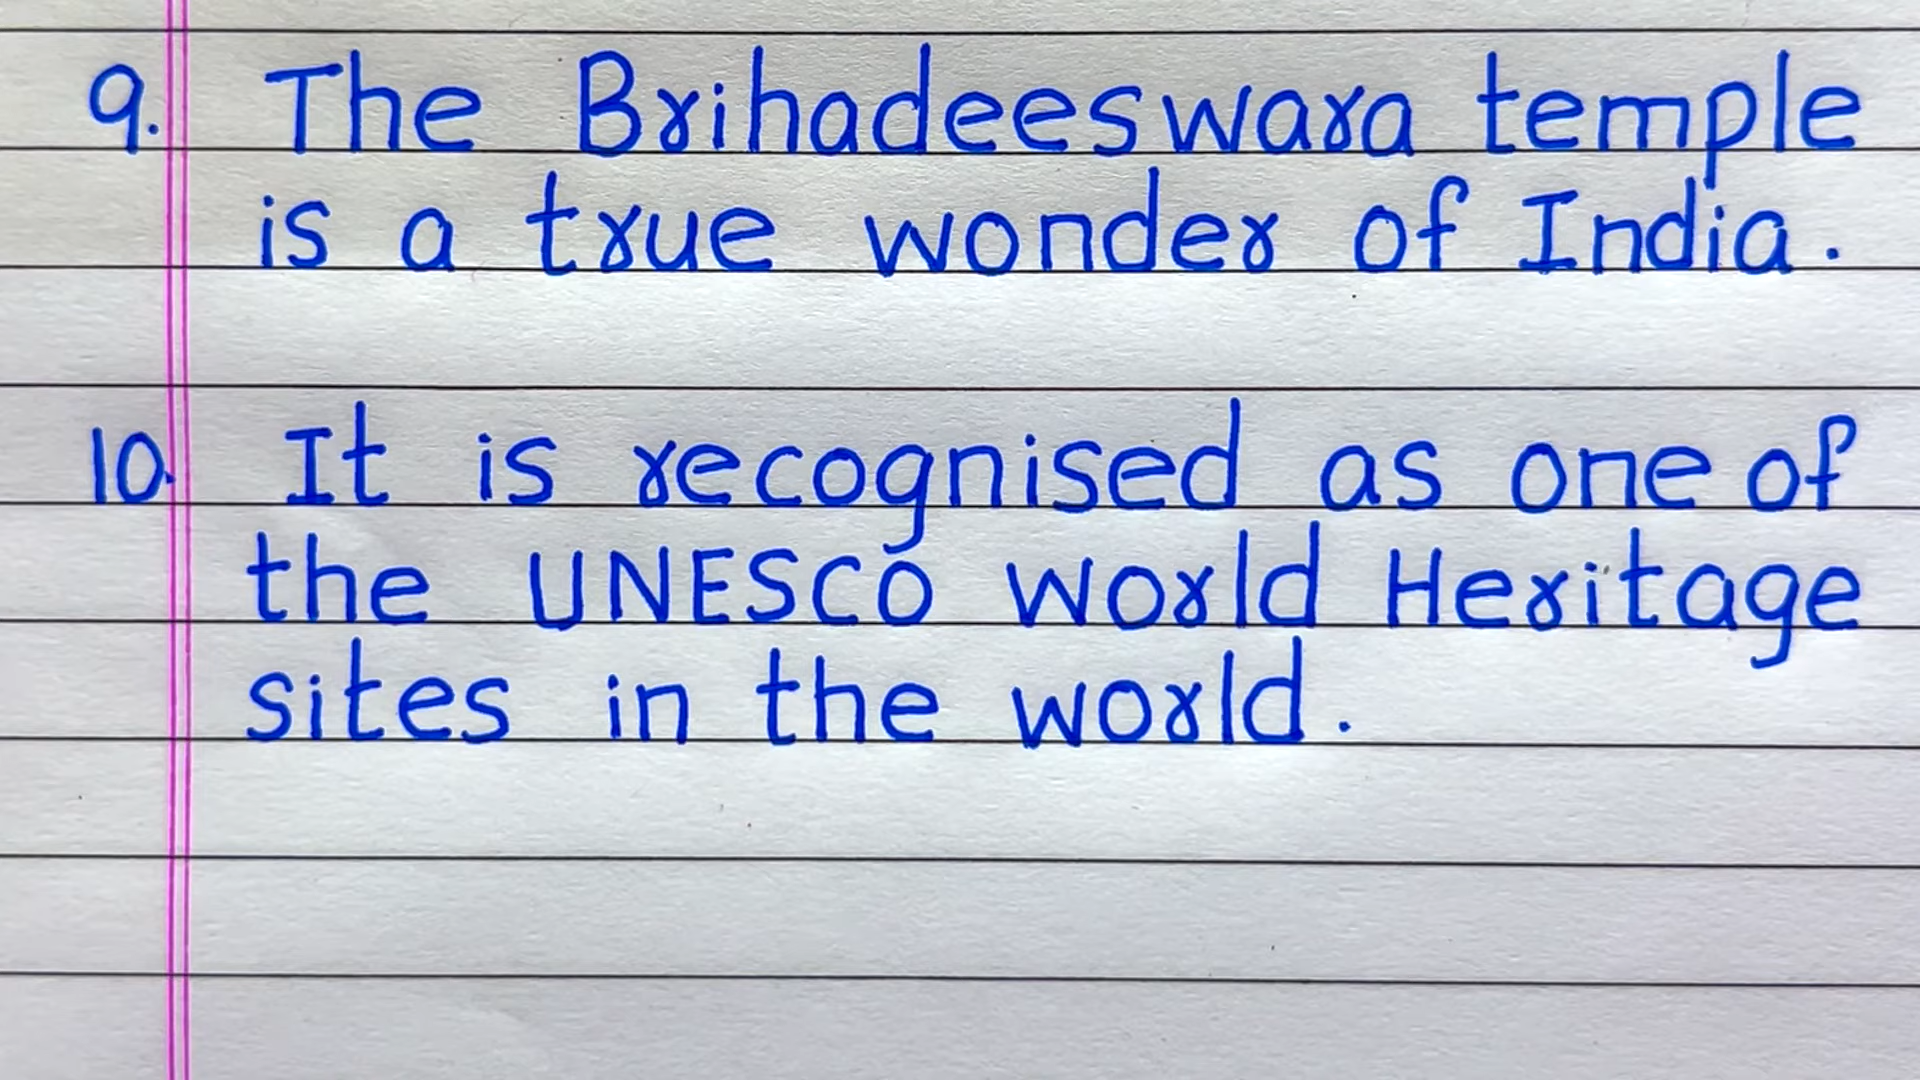 9. The Brihadeeswara temple
is a true wonder of India.
10. It is recognised as one of
the UNESCO World Heritage
sites in the world.